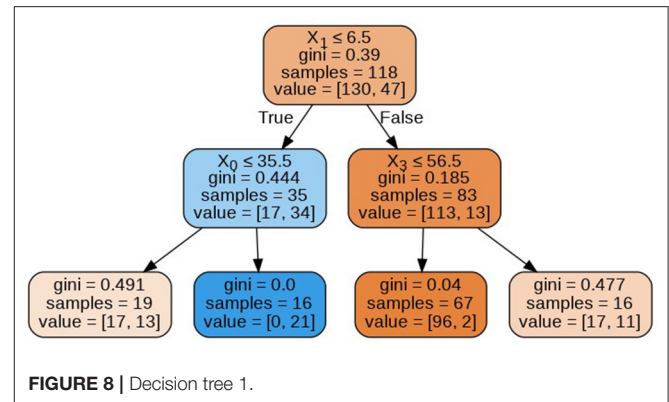 X₁ ≤ 6.5
gini = 0.39
samples = 118
value = [130, 47]
True
False
X₀ ≤ 35.5
gini = 0.444
samples = 35
value = [17, 34]
X₃ ≤ 56.5
gini = 0.185
samples = 83
value = [113, 13]
gini = 0.491
samples = 19
value = [17, 13]
gini = 0.0
samples = 16
value = [0, 21]
gini = 0.04
samples = 67
value = [96, 2]
gini = 0.477
samples = 16
value = [17, 11]
FIGURE 8 | Decision tree 1.